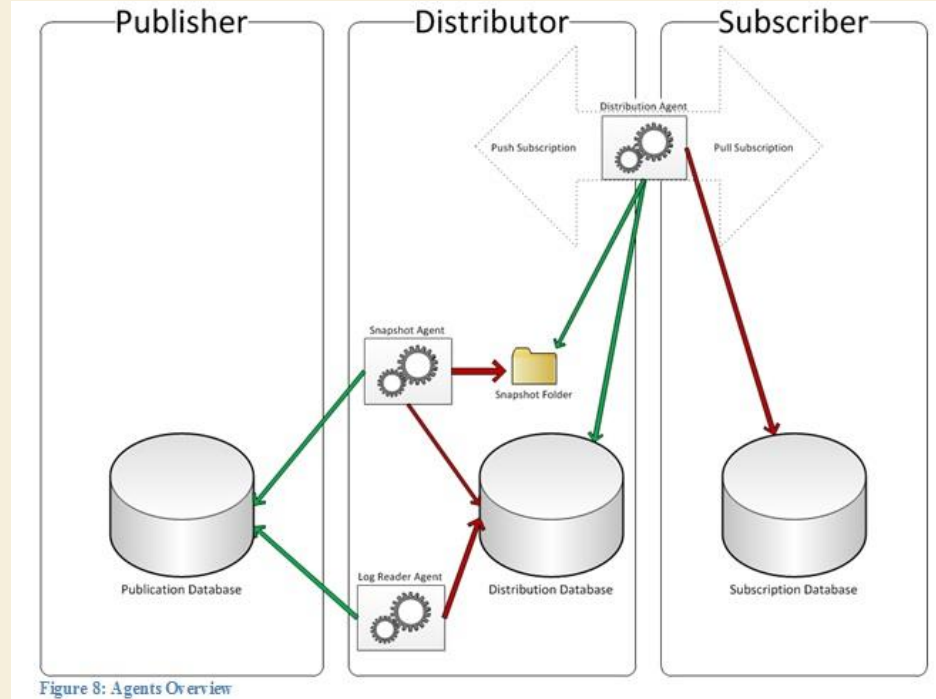 Publisher
Distributor
Subscriber
Distribution Agent
Push Subscription
Pull Subscription
Snapshot Agent
Snapshot Folder
Publication Database
Log Reader Agent
Distribution Database
Subscription Database
Figure 8: Agents Overview